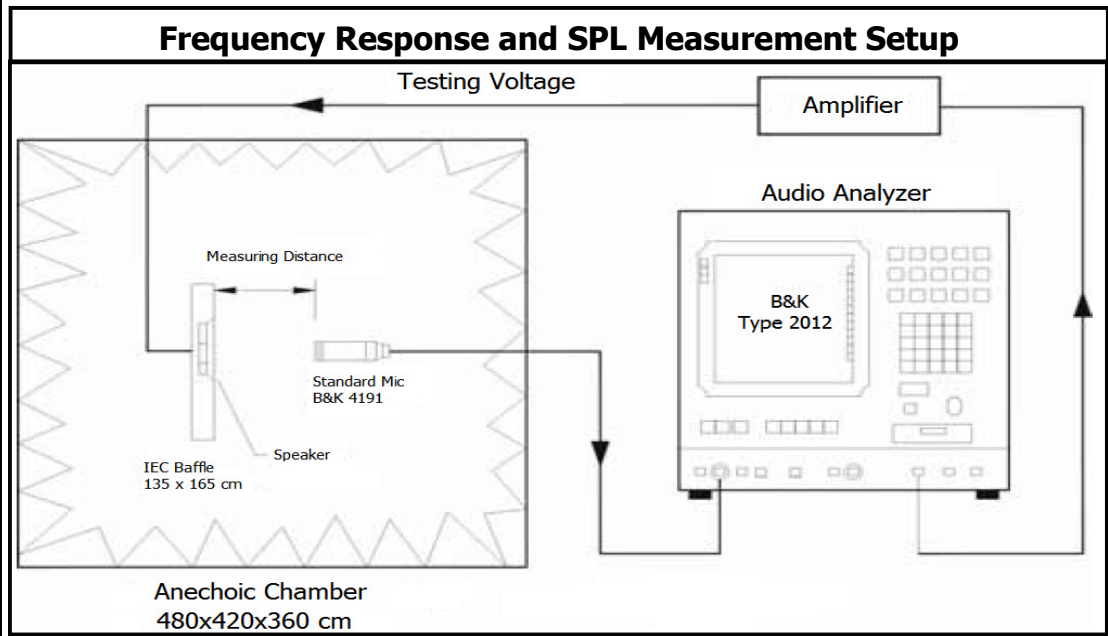 Frequency Response and SPL Measurement Setup
Testing Voltage
Amplifier
Audio Analyzer
Measuring Distance
B&K
Type 2012
Standard Mic
B&K 4191
Speaker
IEC Baffle
135 x 165 cm
Anechoic Chamber
480x420x360 cm